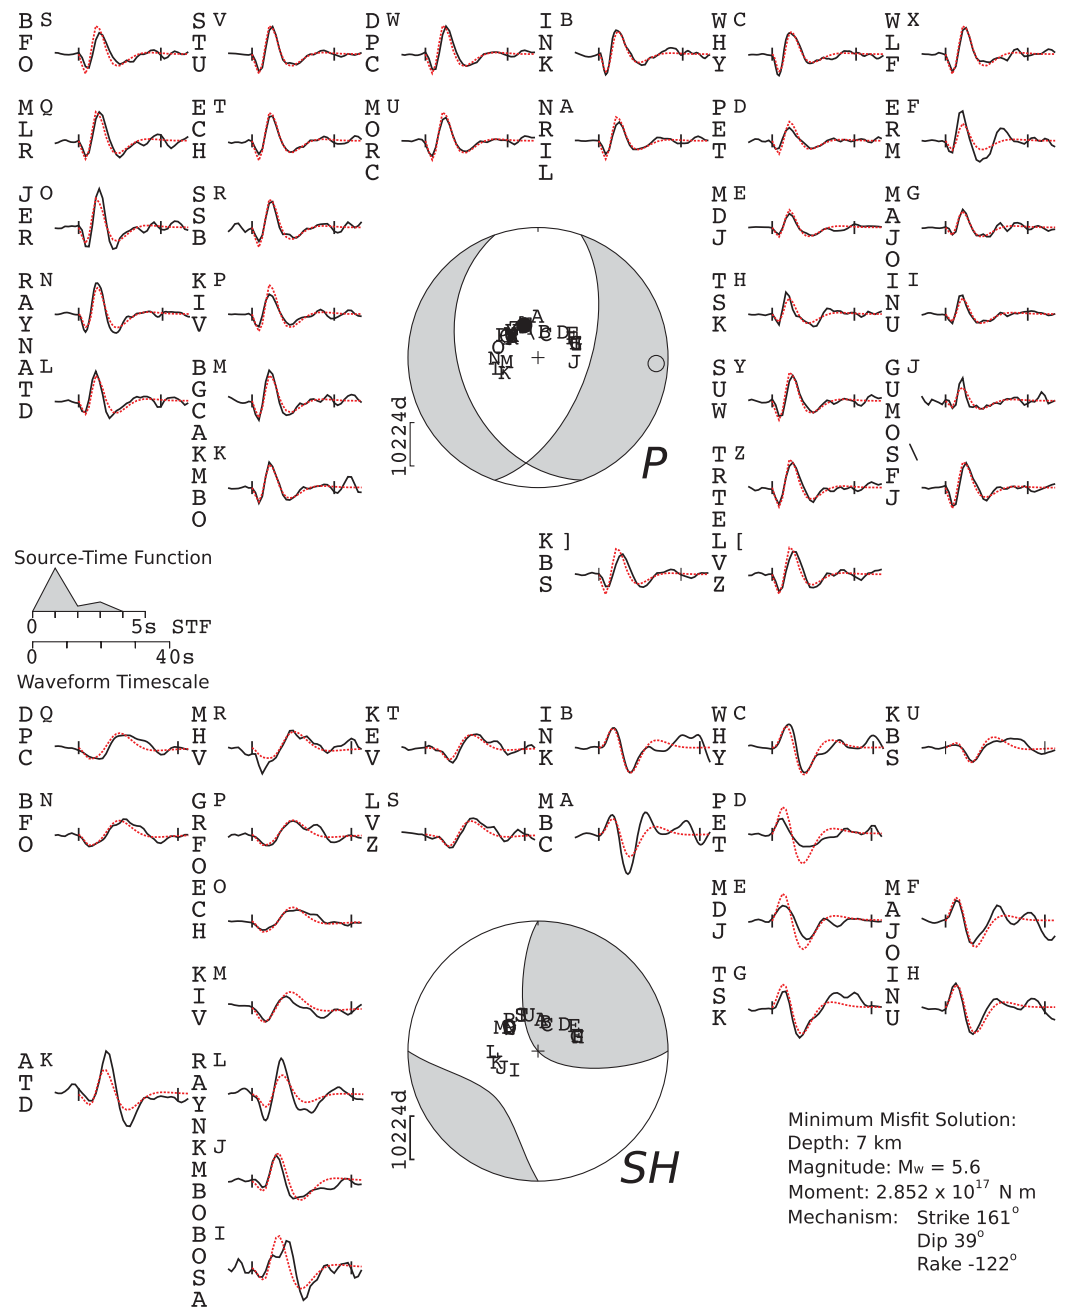 BFO S
STU V
DPC W
INK B
WHY C
WLF X
MLR Q
ECH T
MORC U
NRIL A
PET D
ERM F
JER O
SSB R
MDJ E
MAJO G
RAYN N
KIV P
TSK H
INU I
ATD L
BGCA M
SUW Y
GUMO J
KMBO K
TRTE Z
SFJ \
KBS ]
LVZ [
A
B
C
D
J
O
N
M
K
10224d
P
Source-Time Function
0 5s STF
0 40s
Waveform Timescale
DPC Q
MHV R
KEV T
INK B
WHY C
KBS U
BFO N
GRFO P
LVZ S
MBC A
PET D
ECH O
MDJ E
MAJO F
KIV M
TSK G
INU H
ATD K
RAYN L
KMBO J
BOSA I
U
A
D
M
L
K
J
I
10224d
SH
Minimum Misfit Solution:
Depth: 7 km
Magnitude: Mw = 5.6
Moment: 2.852 x 10¹⁷ N m
Mechanism: Strike 161°
Dip 39°
Rake -122°